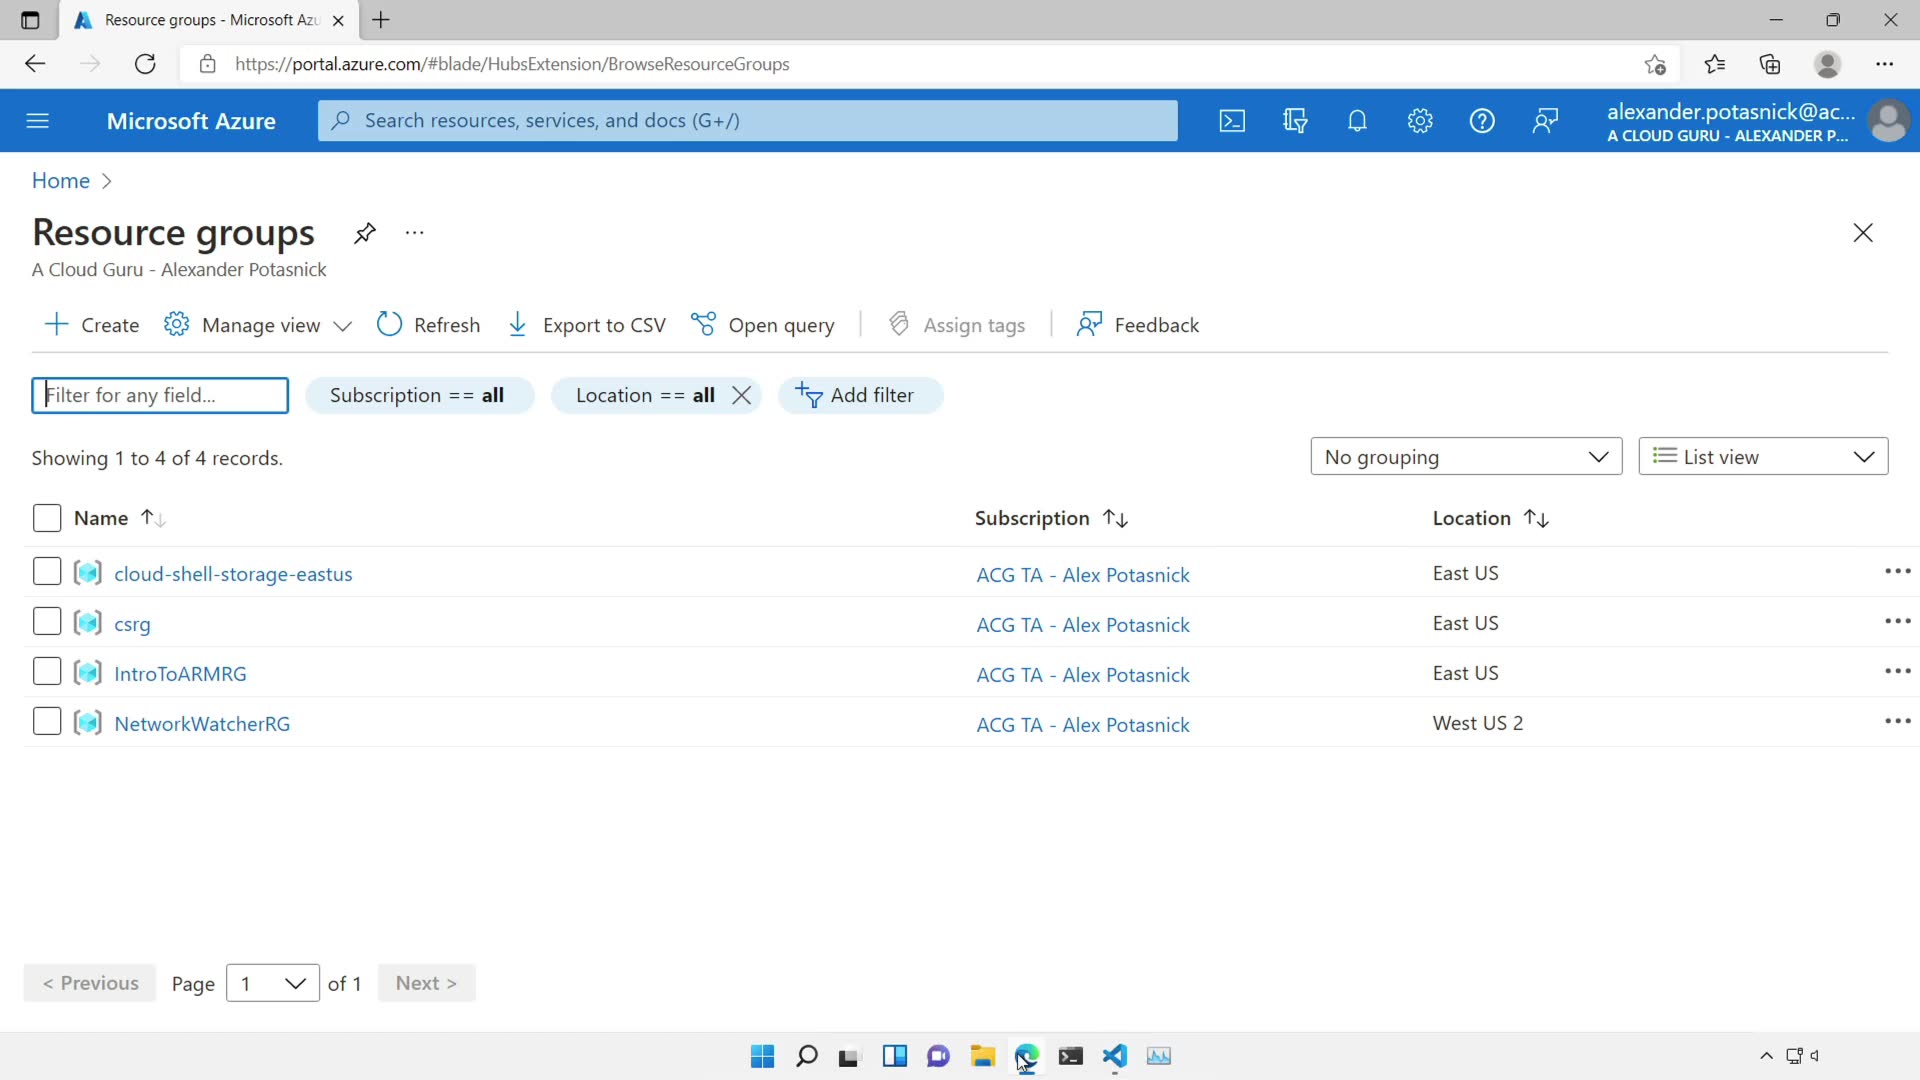 Resource groups - Microsoft Azu
https://portal.azure.com/#blade/HubsExtension/BrowseResourceGroups
Microsoft Azure
Search resources, services, and docs (G+/)
alexander.potasnick@ac...
A CLOUD GURU - ALEXANDER P...
Home >
Resource groups
A Cloud Guru - Alexander Potasnick
Create Manage view Refresh Export to CSV Open query Assign tags Feedback
Filter for any field... Subscription == all Location == all Add filter
Showing 1 to 4 of 4 records. No grouping List view
Name Subscription Location
cloud-shell-storage-eastus ACG TA - Alex Potasnick East US
csrg ACG TA - Alex Potasnick East US
IntroToARMRG ACG TA - Alex Potasnick East US
NetworkWatcherRG ACG TA - Alex Potasnick West US 2
< Previous Page 1 of 1 Next >